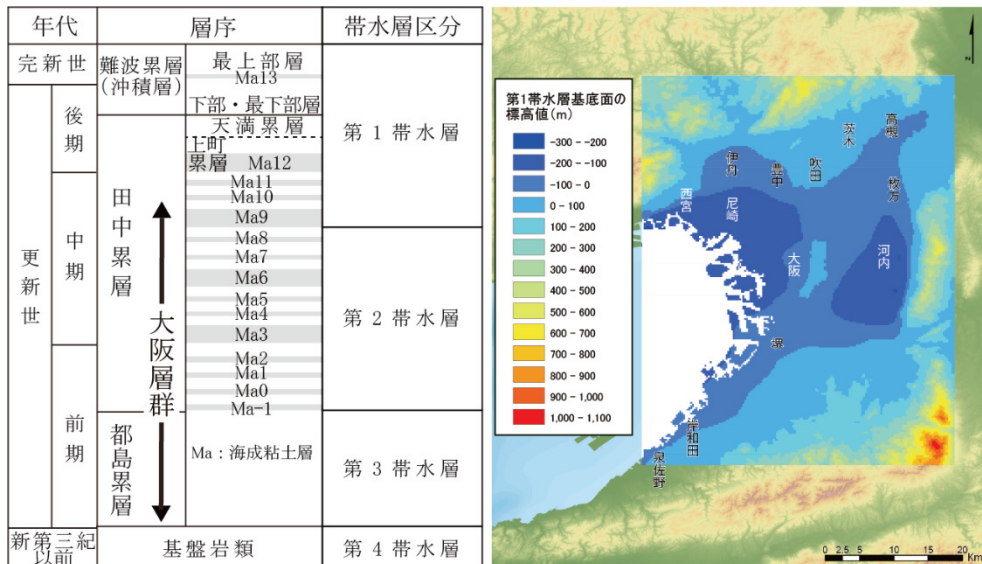 年代
層序
帯水層区分
完新世
難波累層
(沖積層)
最上部層
Ma13
下部・最下部層
更新世
後期
中期
前期
天満累層
上町
累層
Ma12
Ma11
Ma10
Ma9
Ma8
Ma7
Ma6
Ma5
Ma4
Ma3
Ma2
Ma1
Ma0
Ma-1
田中累層
都島累層
大阪層群
Ma：海成粘土層
第1帯水層
第2帯水層
第3帯水層
新第三紀
以前
基盤岩類
第4帯水層
第1帯水層基底面の
標高値(m)
-300 - -200
-200 - -100
-100 - 0
0 - 100
100 - 200
200 - 300
300 - 400
400 - 500
500 - 600
600 - 700
700 - 800
800 - 900
900 - 1,000
1,000 - 1,100
高槻
茨木
吹田
豊中
伊丹
枚方
西宮
尼崎
大阪
河内
堺
岸和田
泉佐野
N
0 2.5 5 10 15 20
Km